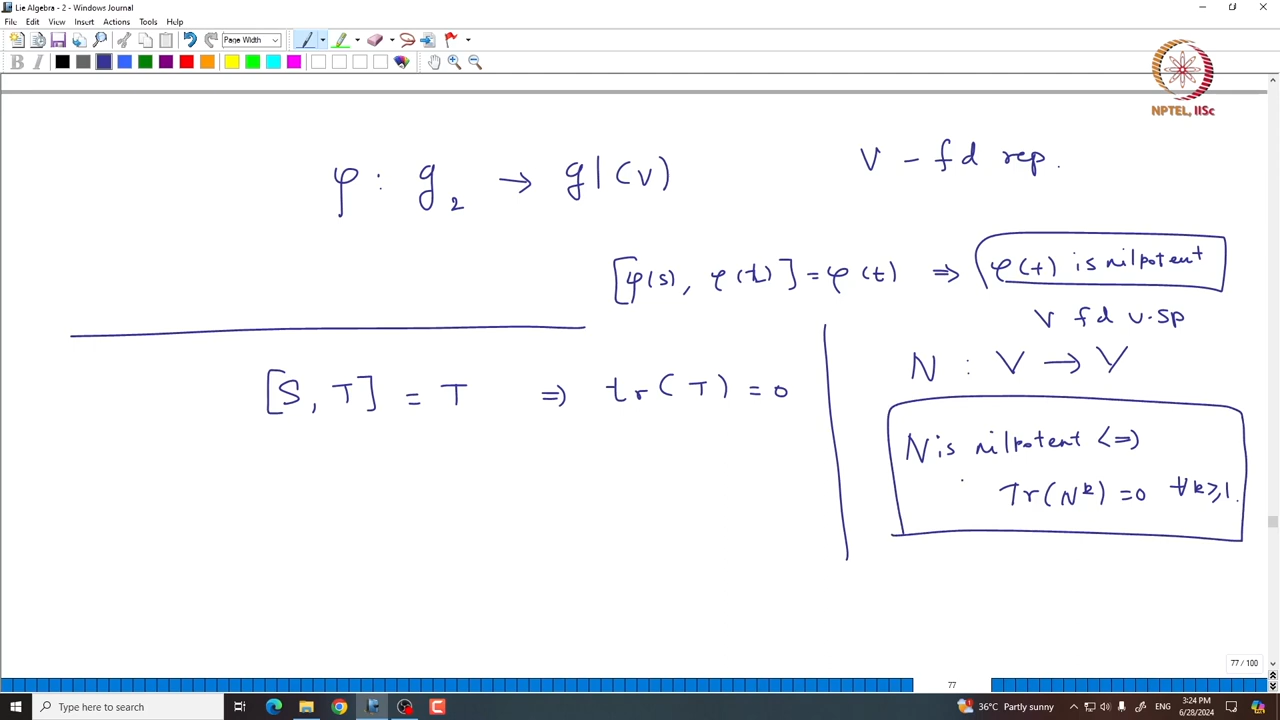 Lie Algebra - 2 - Windows Journal
File Edit View Insert Actions Tools Help
Page Width
NPTEL, IISc
φ : g₂ → gl(V)
V - fd rep.
[φ(s), φ(t)] = φ(t) ⇒ φ(t) is nilpotent
V fd v.sp
N : V → V
[S, T] = T ⇒ tr(T) = 0
N is nilpotent <=>
Tr(N^k) = 0 ∀k≥1.
77 / 100
77
Type here to search
36°C Partly sunny
3:24 PM
6/28/2024